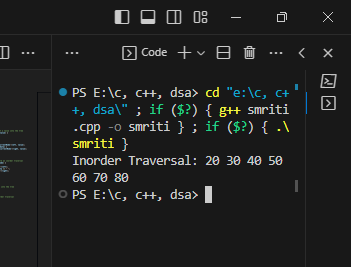 Code
PS E:\c, c++, dsa> cd "e:\c, c+
+, dsa\" ; if ($?) { g++ smriti
.cpp -o smriti } ; if ($?) { .\
smriti }
Inorder Traversal: 20 30 40 50
60 70 80
PS E:\c, c++, dsa>